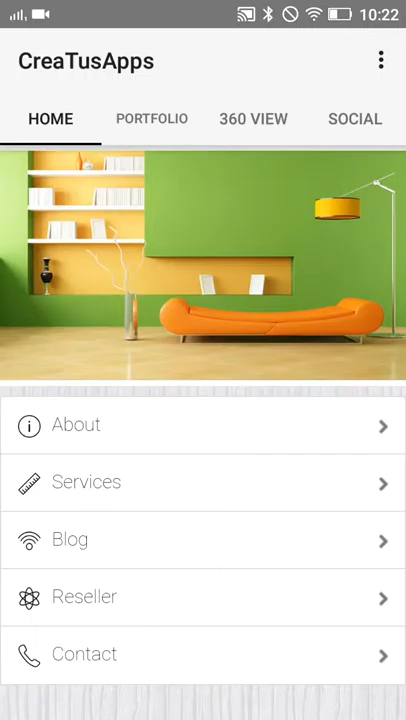 10:22
CreaTusApps
HOME
PORTFOLIO
360 VIEW
SOCIAL
About
Services
Blog
Reseller
Contact